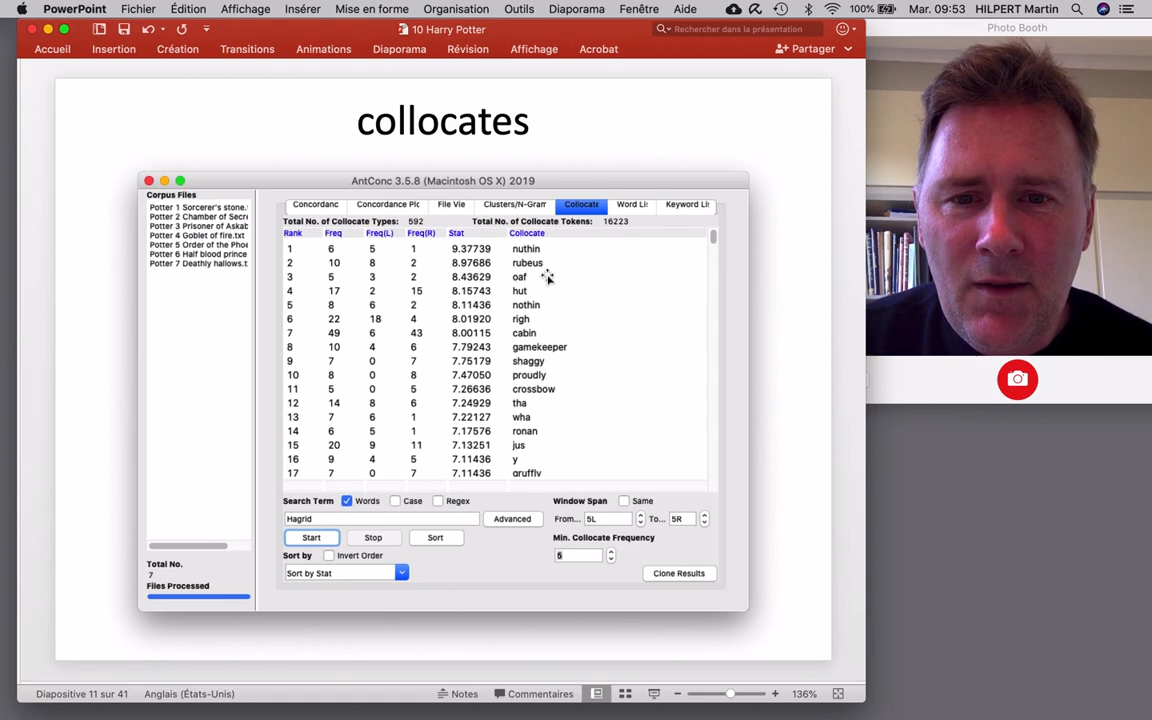 PowerPoint Fichier Édition Affichage Insérer Mise en forme Organisation Outils Diaporama Fenêtre Aide 100% Mar. 09:53 HILPERT Martin
10 Harry Potter
Rechercher dans la présentation
Photo Booth
Accueil Insertion Création Transitions Animations Diaporama Révision Affichage Acrobat Partager
collocates
AntConc 3.5.8 (Macintosh OS X) 2019
Corpus Files
Potter 1 Sorcerer's stone.
Potter 2 Chamber of Secre
Potter 3 Prisoner of Askab
Potter 4 Goblet of fire.txt
Potter 5 Order of the Phoe
Potter 6 Half blood prince
Potter 7 Deathly hallows.t
Concordanc Concordance Plc File Vie Clusters/N-Gram Collocate Word Li Keyword Li
Total No. of Collocate Types: 592 Total No. of Collocate Tokens: 16223
Rank Freq Freq(L) Freq(R) Stat Collocate
1 6 5 1 9.37739 nuthin
2 10 8 2 8.97686 rubeus
3 5 3 2 8.43629 oaf
4 17 2 15 8.15743 hut
5 8 6 2 8.11436 nothin
6 22 18 4 8.01920 righ
7 49 6 43 8.00115 cabin
8 10 4 6 7.79243 gamekeeper
9 7 0 7 7.75179 shaggy
10 8 0 8 7.47050 proudly
11 5 0 5 7.26636 crossbow
12 14 8 6 7.24929 tha
13 7 6 1 7.22127 wha
14 6 5 1 7.17576 ronan
15 20 9 11 7.13251 jus
16 9 4 5 7.11436 y
17 7 0 7 7.11436 gruffly
Search Term Words Case Regex Window Span Same
Hagrid Advanced From... 5L To... 5R
Start Stop Sort Min. Collocate Frequency
Sort by Invert Order 5
Sort by Stat Clone Results
Total No.
7
Files Processed
Diapositive 11 sur 41 Anglais (États-Unis) Notes Commentaires 136%